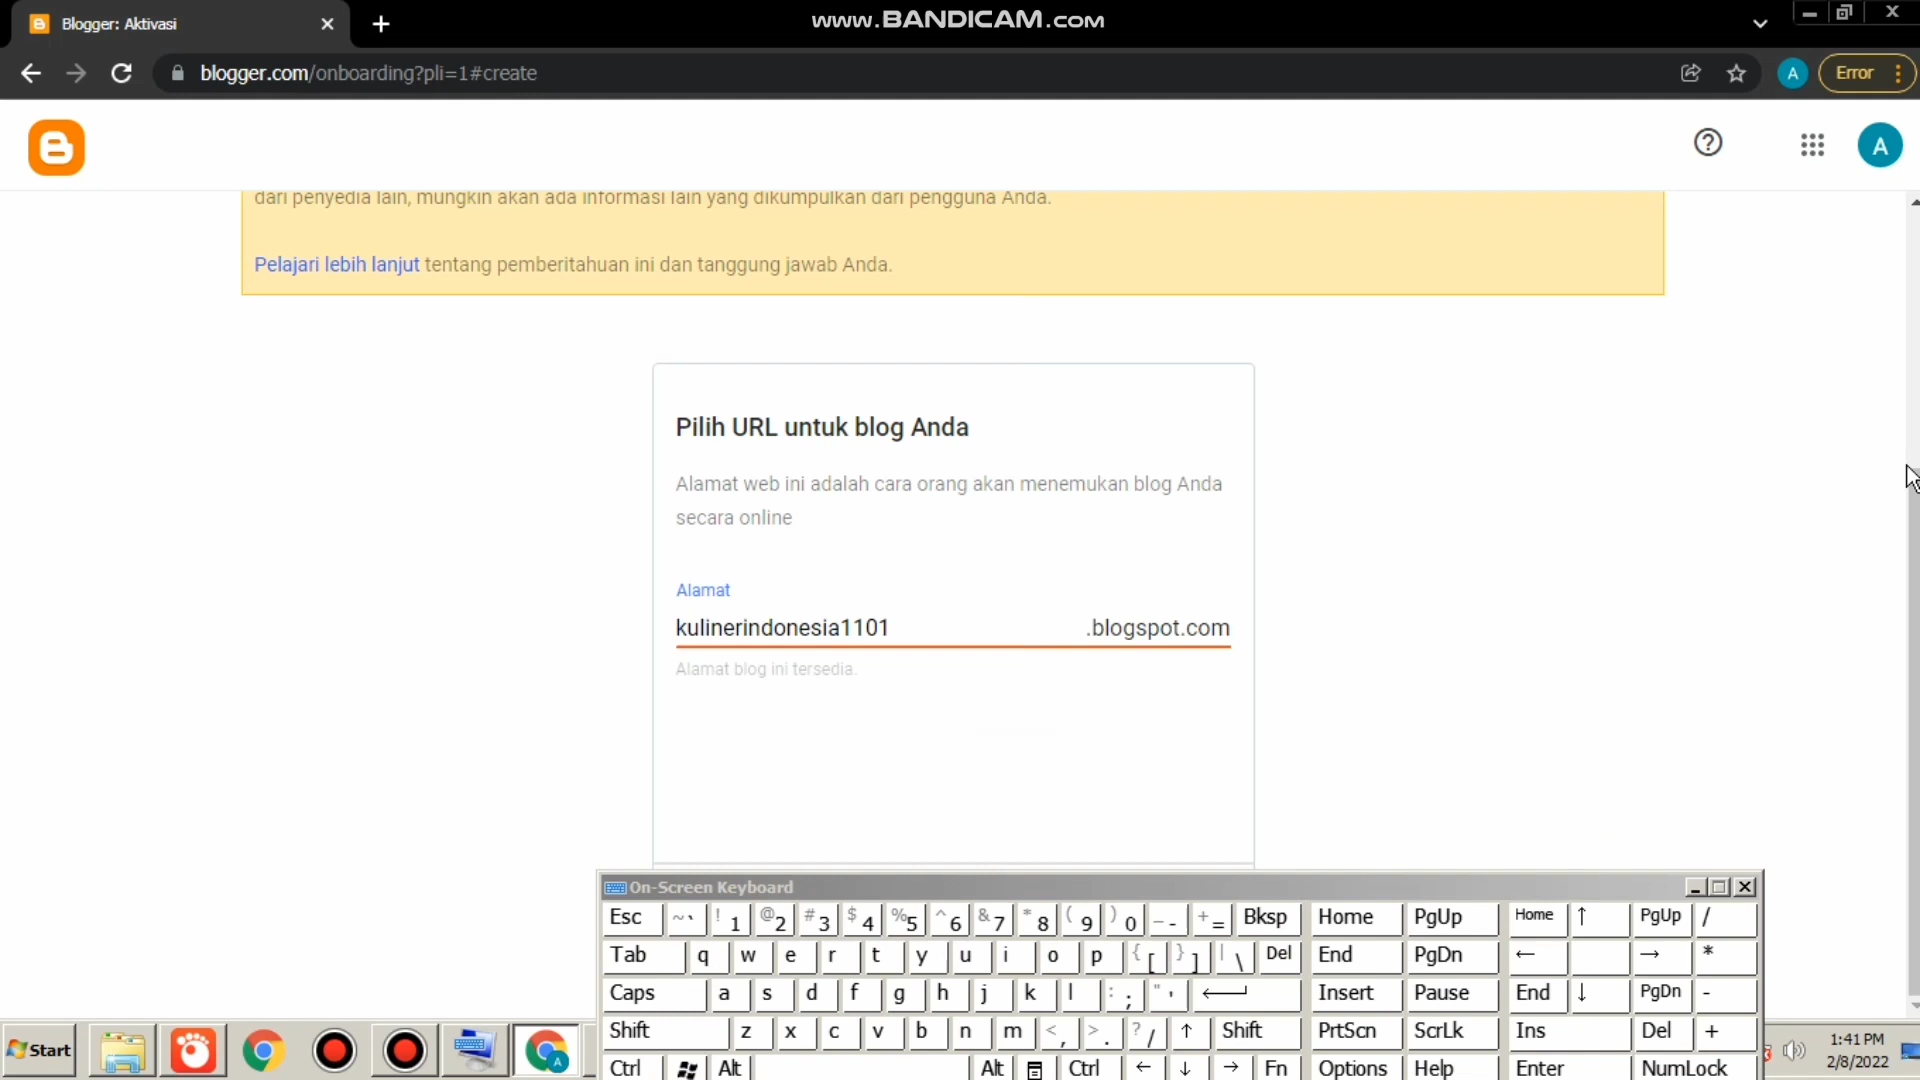 Blogger: Aktivasi
www.BANDICAM.com
blogger.com/onboarding?pli=1#create
A
Error
A
dari penyedia lain, mungkin akan ada informasi lain yang dikumpulkan dari pengguna Anda.
Pelajari lebih lanjut tentang pemberitahuan ini dan tanggung jawab Anda.
Pilih URL untuk blog Anda
Alamat web ini adalah cara orang akan menemukan blog Anda
secara online
Alamat
kulinerindonesia1101 .blogspot.com
Alamat blog ini tersedia.
On-Screen Keyboard
Esc ~ ` ! 1 @ 2 # 3 $ 4 % 5 ^ 6 & 7 * 8 ( 9 ) 0 _ - + = Bksp Home PgUp Home ↑ PgUp /
Tab q w e r t y u i o p { [ } ] | \ Del End PgDn ← → *
Caps a s d f g h j k l : ; " ' Insert Pause End ↓ PgDn -
Shift z x c v b n m < , > . ? / ↑ Shift PrtScn ScrLk Ins Del +
Ctrl Alt Alt Ctrl ← ↓ → Fn Options Help Enter NumLock
Start
A
1:41 PM
2/8/2022